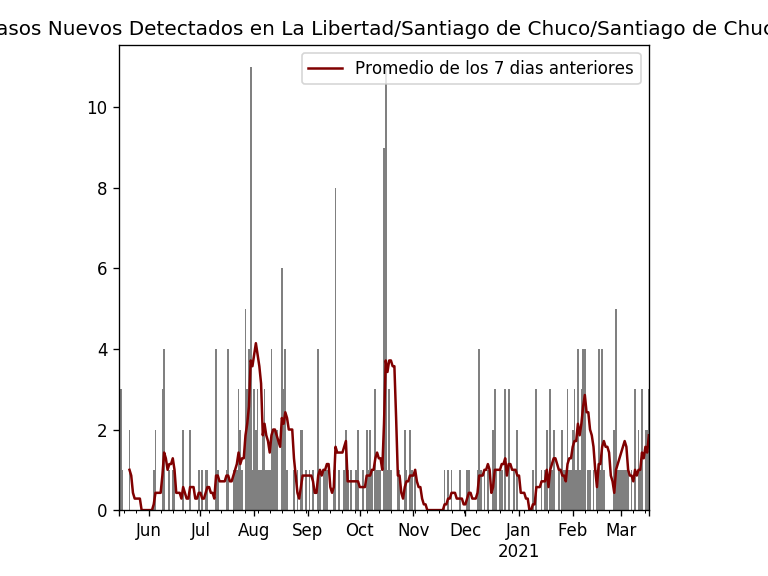 asos Nuevos Detectados en La Libertad/Santiago de Chuco/Santiago de Chuc
Promedio de los 7 dias anteriores
10
8
6
4
2
0
Jun Jul Aug Sep Oct Nov Dec Jan Feb Mar
2021